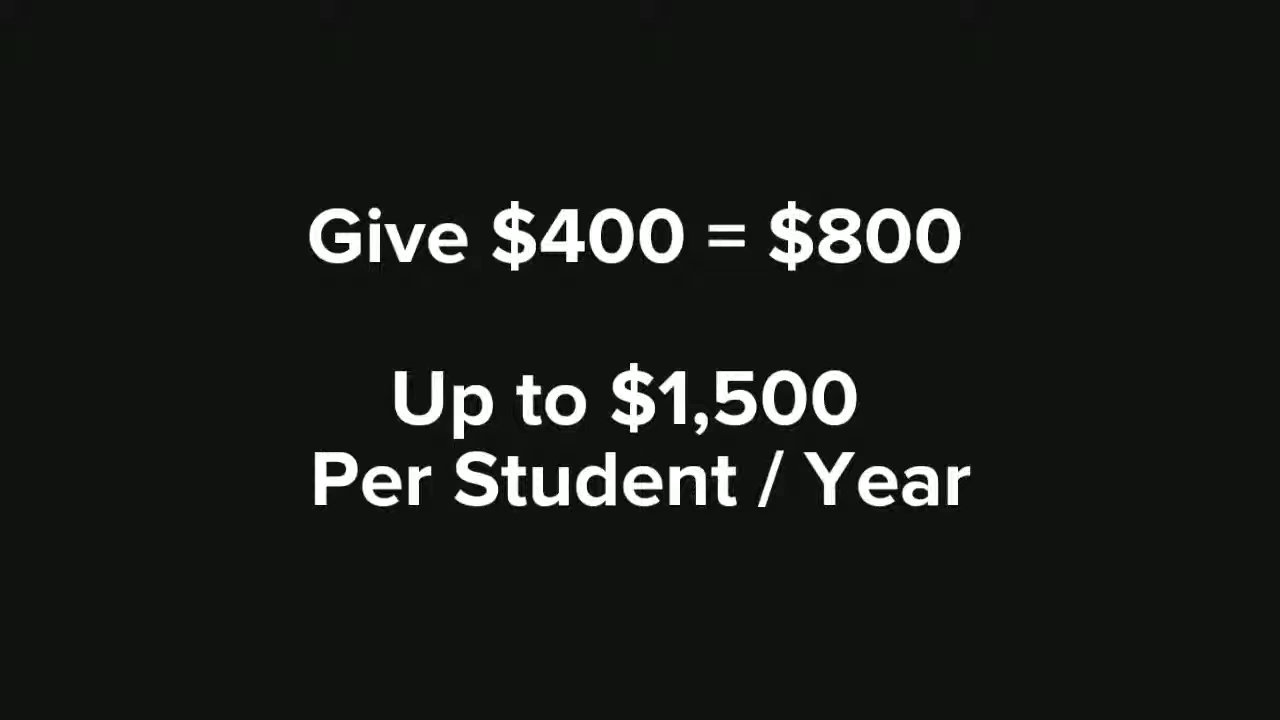 Give $400 = $800
Up to $1,500
Per Student / Year